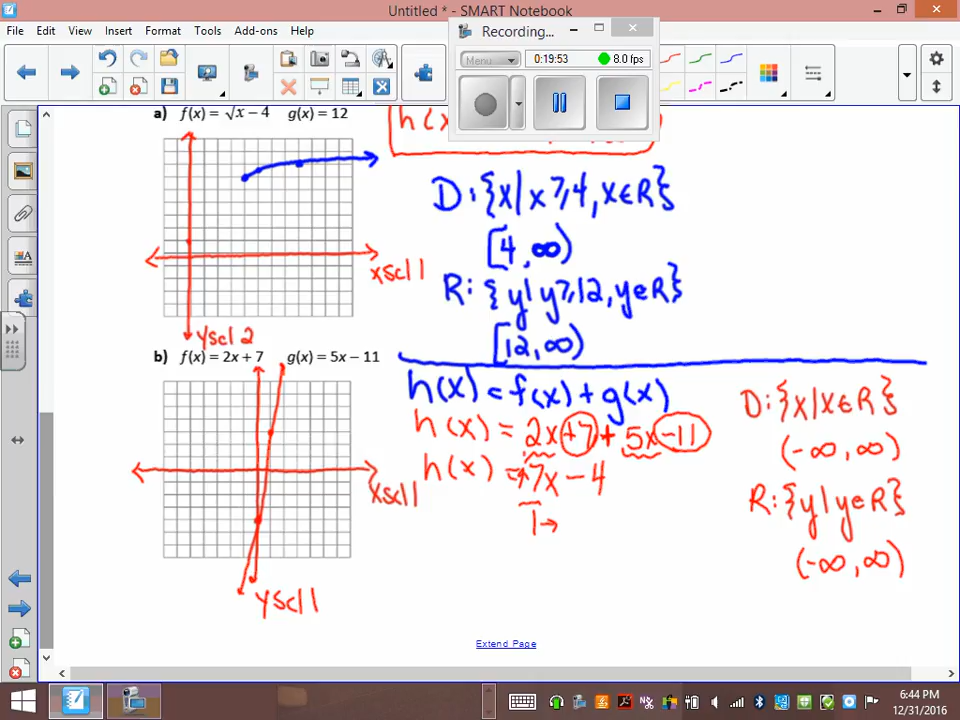 Untitled * - SMART Notebook
File Edit View Insert Format Tools Add-ons Help
Recording...
Menu 0:19:53 8.0 fps
a) f(x) = √x − 4 g(x) = 12
h(x
D: {x | x ≥ 4, x ∈ R}
[4, ∞)
R: {y | y ≥ 12, y ∈ R}
[12, ∞)
xscl 1
yscl 2
b) f(x) = 2x + 7 g(x) = 5x − 11
h(x) = f(x) + g(x)
h(x) = 2x +7 + 5x −11
h(x) = +7x − 4
1→
xscl 1
yscl 1
D: {x | x ∈ R}
(-∞, ∞)
R: {y | y ∈ R}
(-∞, ∞)
Extend Page
6:44 PM
12/31/2016